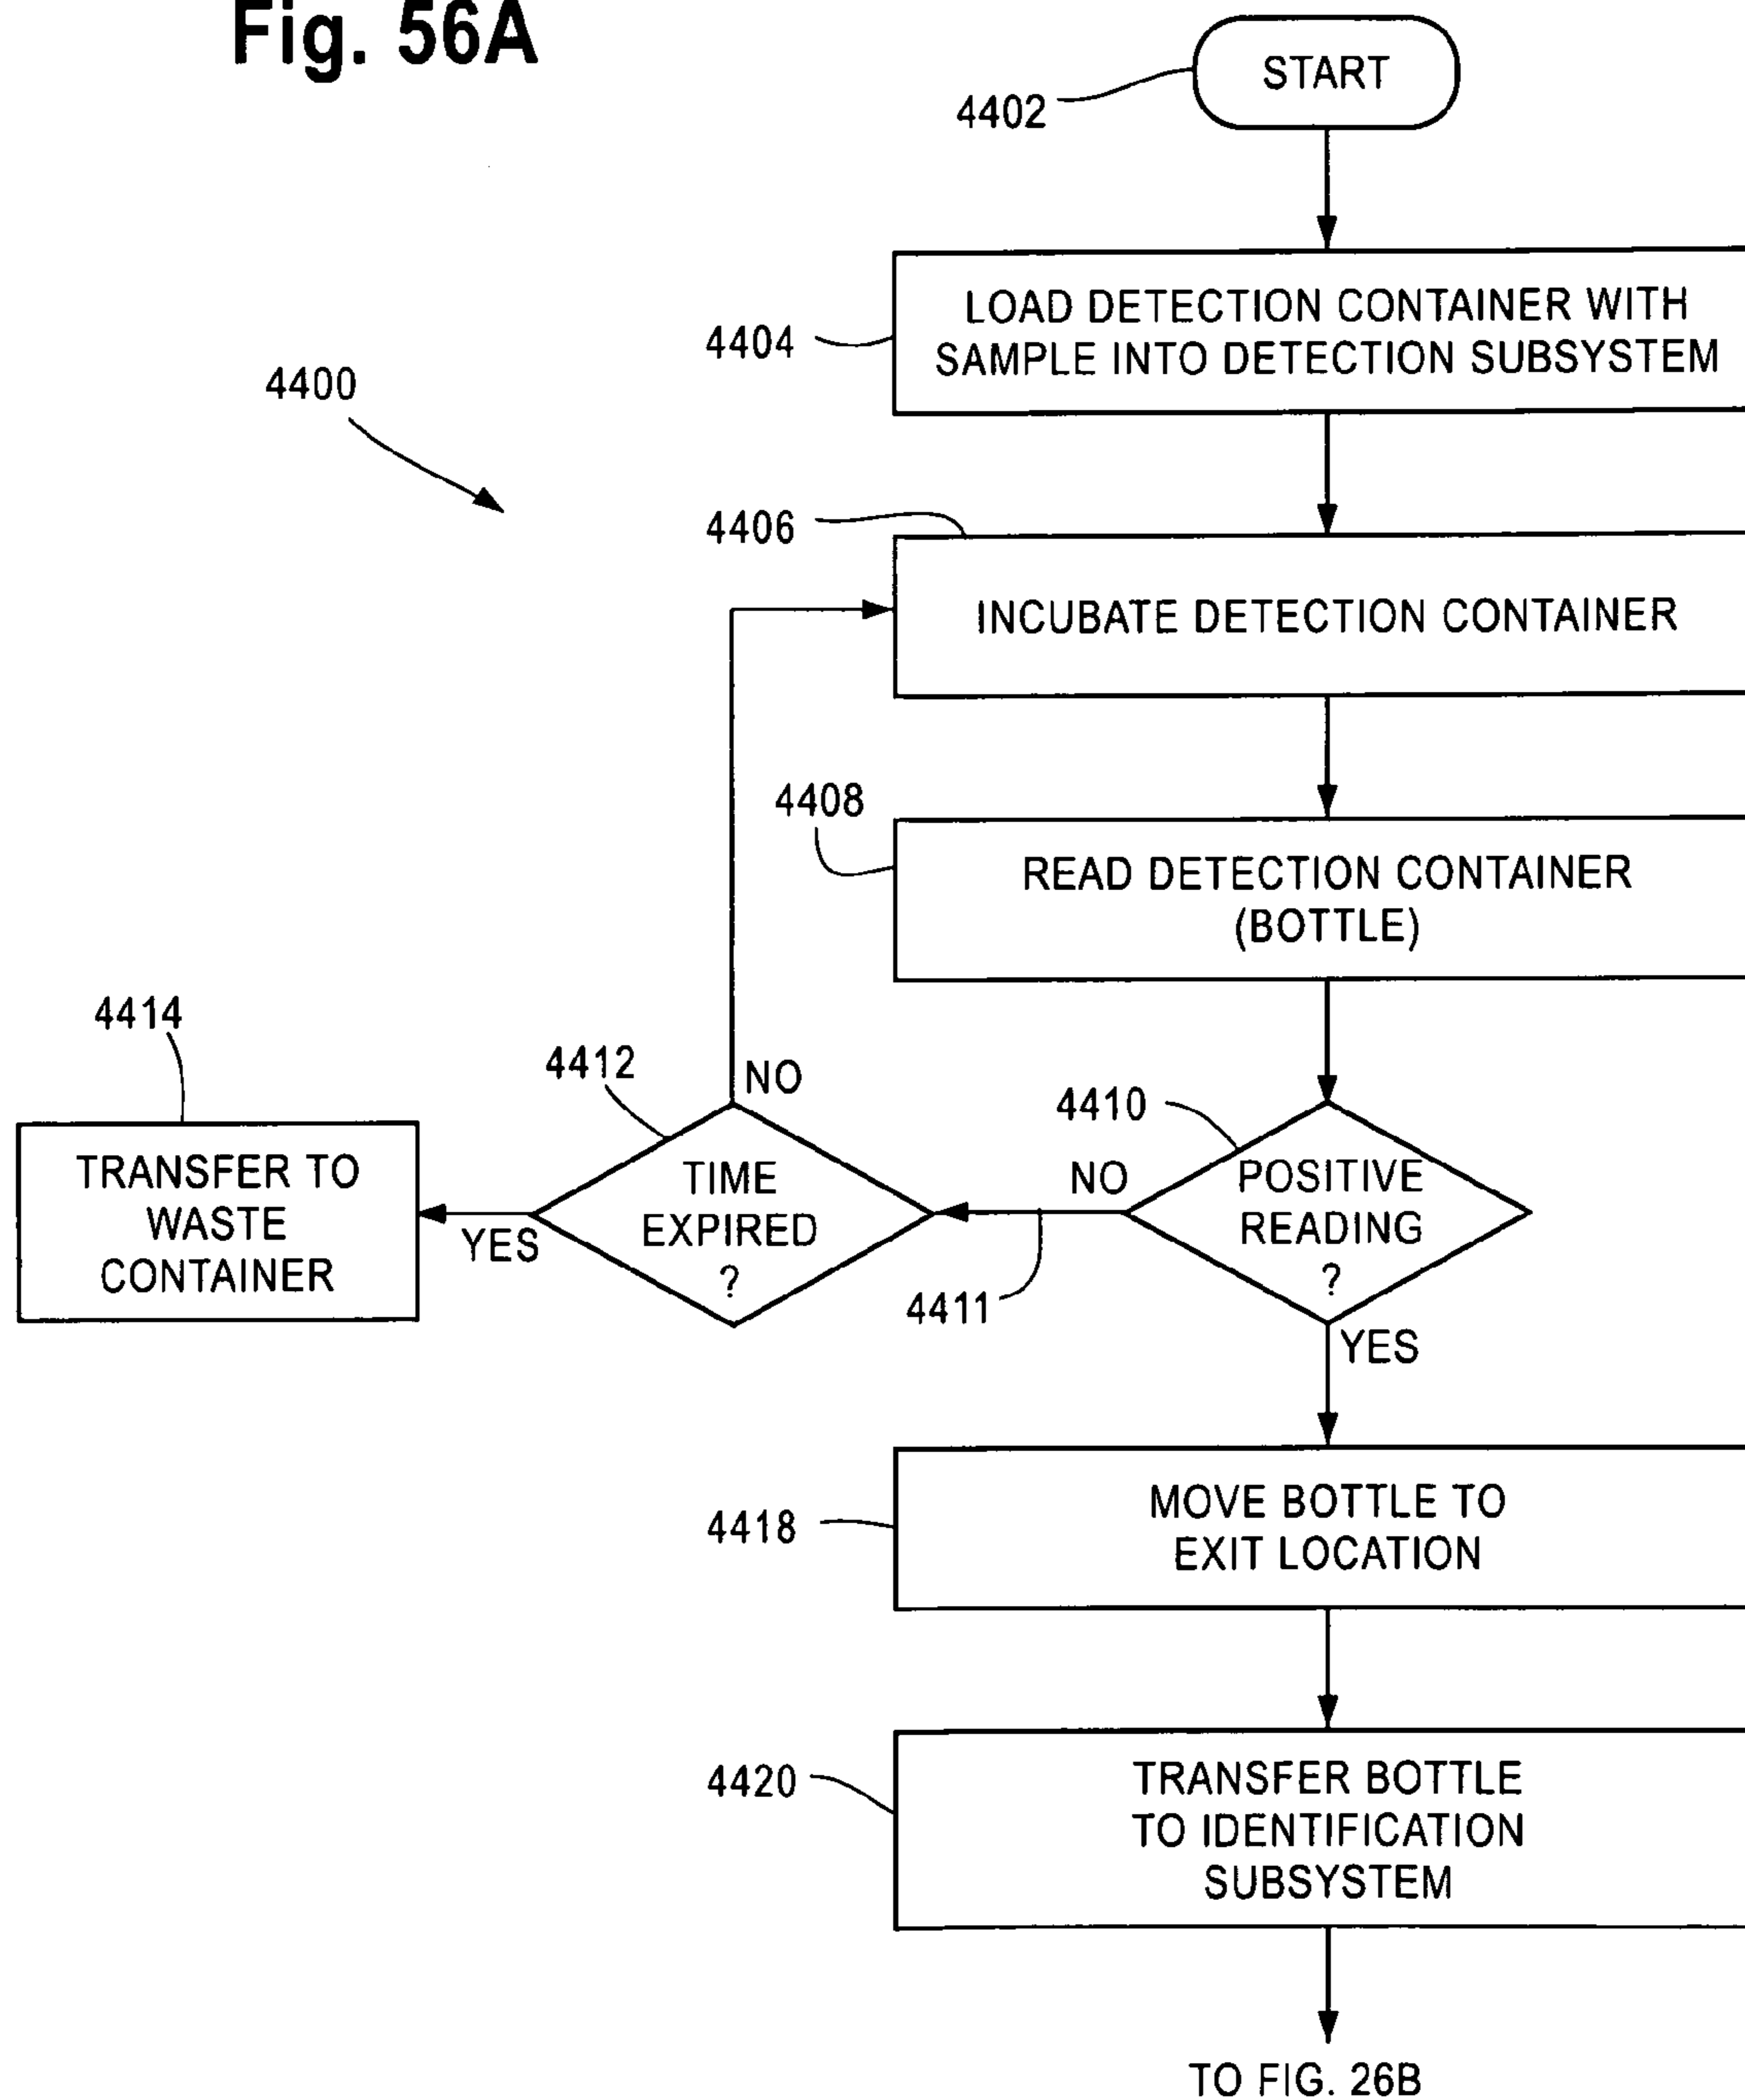 Fig. 56A
START
4402
LOAD DETECTION CONTAINER WITH
SAMPLE INTO DETECTION SUBSYSTEM
4404
4400
4406
INCUBATE DETECTION CONTAINER
4408
READ DETECTION CONTAINER
(BOTTLE)
4414
4412
NO
4410
TRANSFER TO
WASTE
CONTAINER
YES
TIME
EXPIRED
?
NO
4411
POSITIVE
READING
?
YES
4418
MOVE BOTTLE TO
EXIT LOCATION
4420
TRANSFER BOTTLE
TO IDENTIFICATION
SUBSYSTEM
TO FIG. 26B